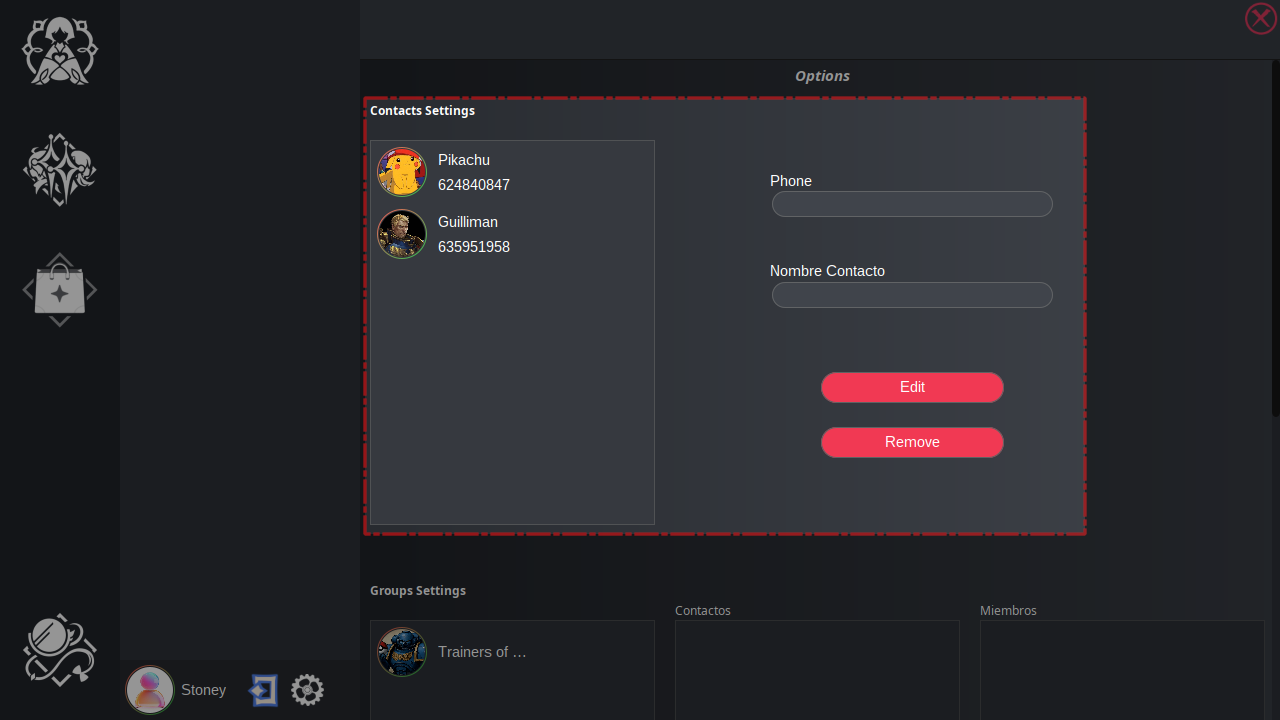 Options
Contacts Settings
Pikachu
624840847
Guilliman
635951958
Phone
Nombre Contacto
Edit
Remove
Groups Settings
Contactos
Miembros
Trainers of ...
Stoney